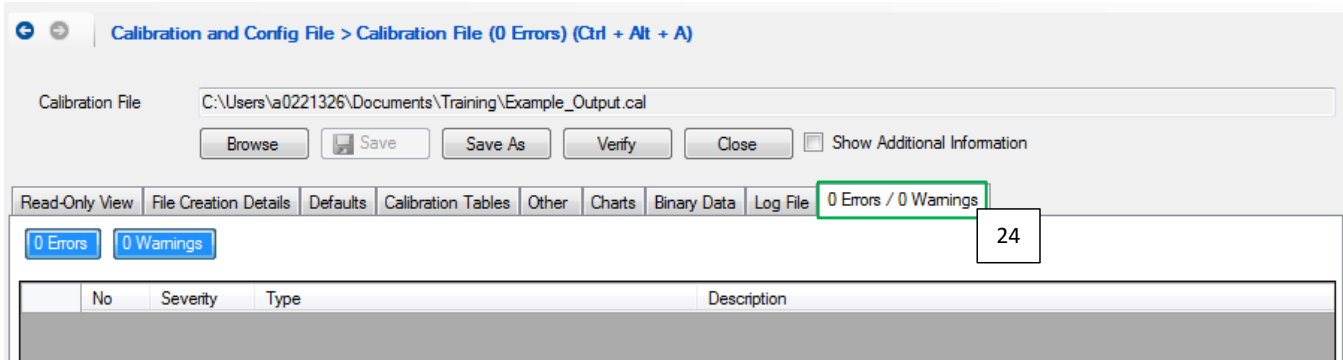 Calibration and Config File > Calibration File (0 Errors) (Ctrl + Alt + A)
Calibration File C:\Users\a0221326\Documents\Training\Example_Output.cal
Browse Save Save As Verify Close Show Additional Information
Read-Only View File Creation Details Defaults Calibration Tables Other Charts Binary Data Log File 0 Errors / 0 Warnings
24
0 Errors 0 Warnings
No Severity Type Description